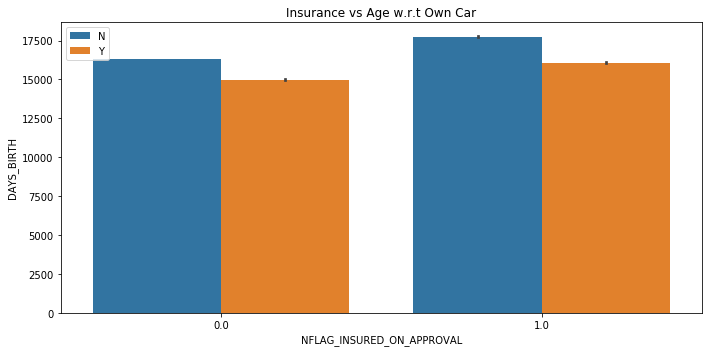 Insurance vs Age w.r.t Own Car
N
Y
17500
15000
12500
10000
7500
5000
2500
0
DAYS_BIRTH
0.0
1.0
NFLAG_INSURED_ON_APPROVAL